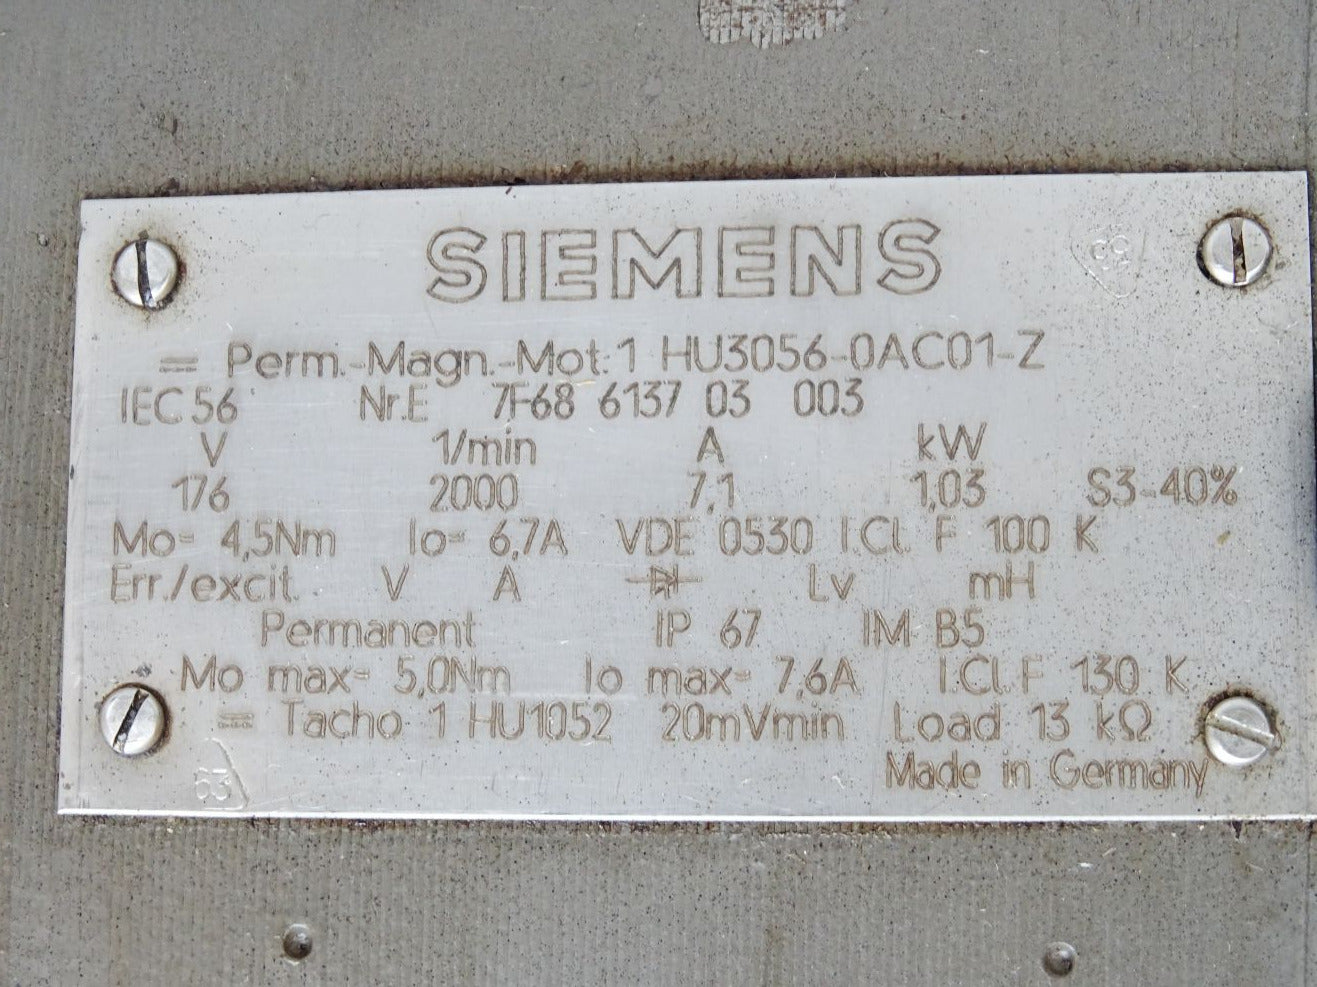 SIEMENS
= Perm.-Magn.-Mot. 1 HU3056-0AC01-Z
IEC 56 Nr.E 7F68 6137 03 003
V 1/min A kW
176 2000 7,1 1,03 S3-40%
Mo= 4,5Nm Io= 6,7A VDE 0530 I.Cl. F 100 K
Err./excit. V A Lv mH
Permanent IP 67 IM B5
Mo max= 5,0Nm Io max= 7,6A I.Cl.F 130 K
= Tacho 1 HU1052 20mVmin Load 13 kΩ
Made in Germany
63